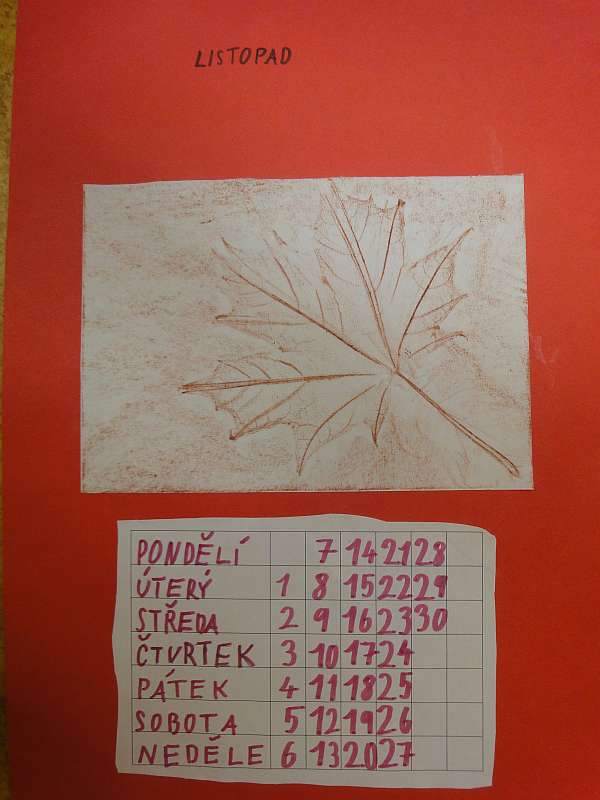 LISTOPAD
PONDĚLÍ 7 14 21 28
ÚTERÝ 1 8 15 22 29
STŘEDA 2 9 16 23 30
ČTVRTEK 3 10 17 24
PÁTEK 4 11 18 25
SOBOTA 5 12 19 26
NEDĚLE 6 13 20 27